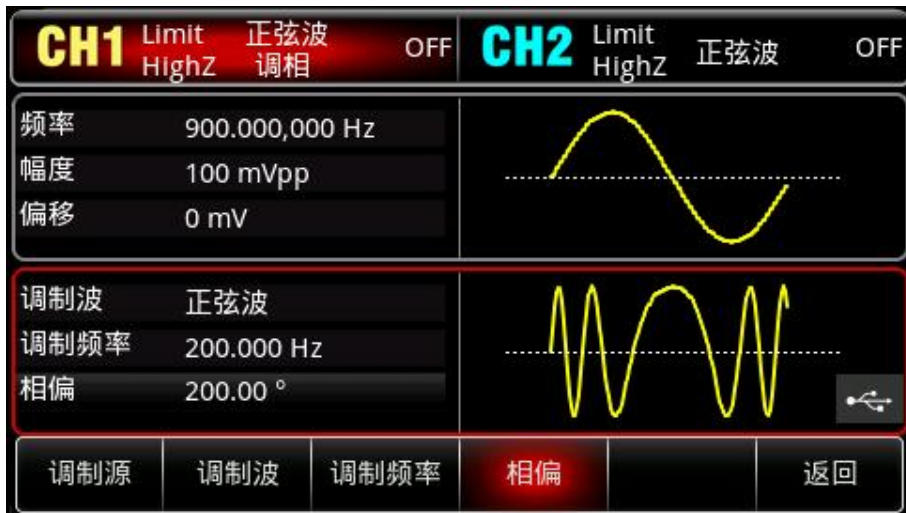 CH1 Limit 正弦波 OFF CH2 Limit 正弦波 OFF
HighZ 调相 HighZ
频率 900.000,000 Hz
幅度 100 mVpp
偏移 0 mV
调制波 正弦波
调制频率 200.000 Hz
相偏 200.00 °
调制源 调制波 调制频率 相偏 返回